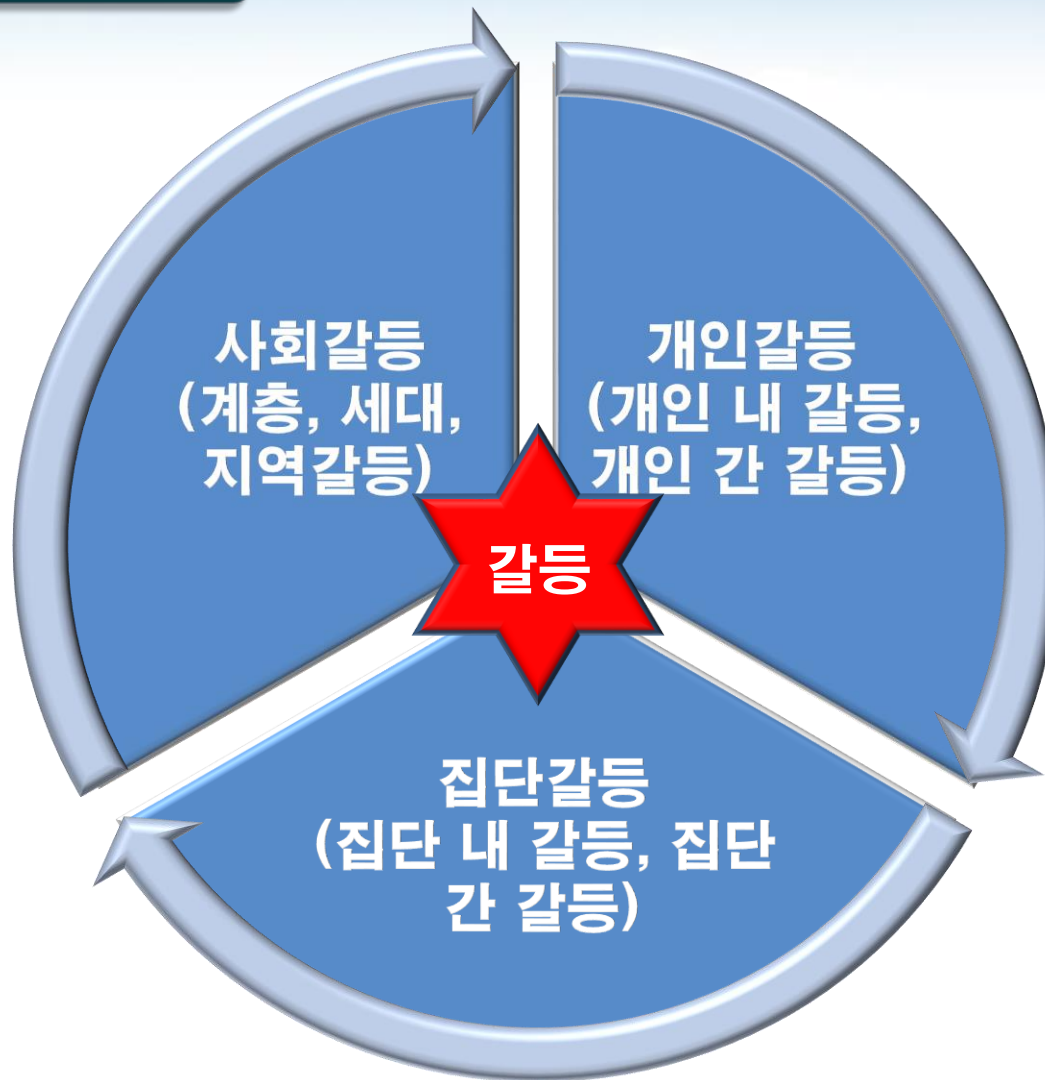 사회갈등
(계층, 세대,
지역갈등)
개인갈등
(개인 내 갈등,
개인 간 갈등)
갈등
집단갈등
(집단 내 갈등, 집단
간 갈등)